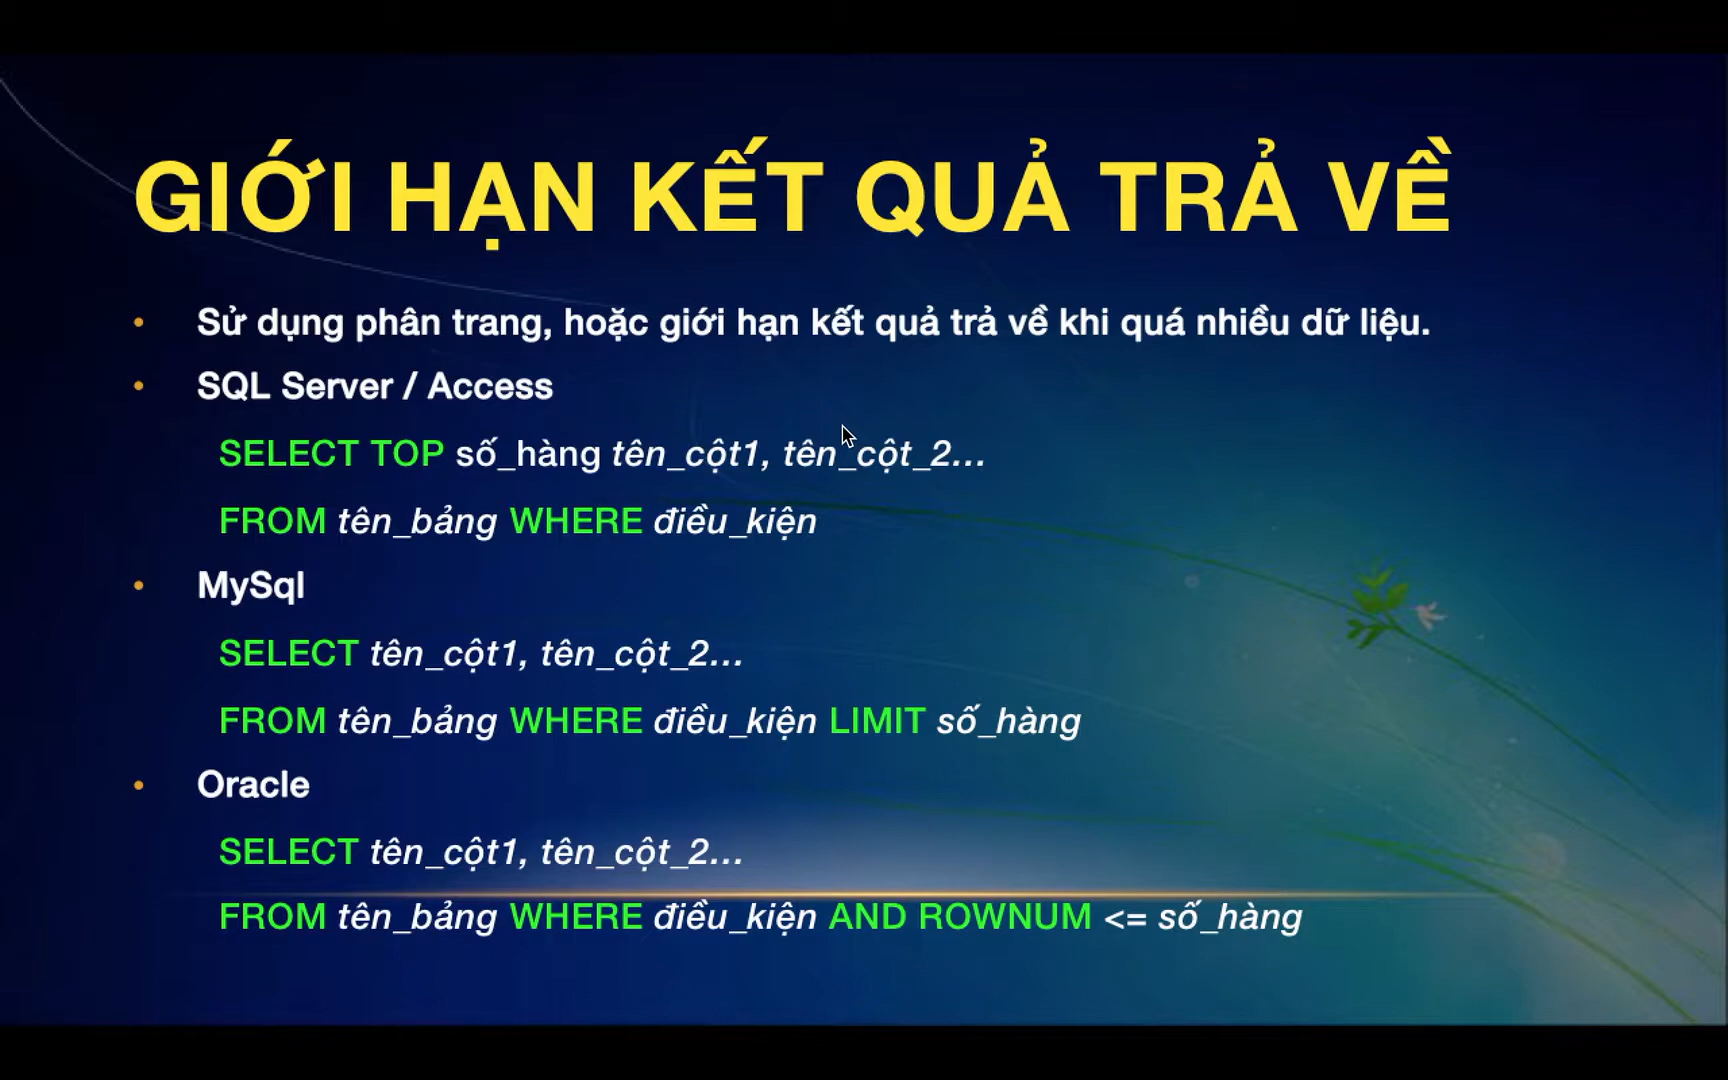 GIỚI HẠN KẾT QUẢ TRẢ VỀ
• Sử dụng phân trang, hoặc giới hạn kết quả trả về khi quá nhiều dữ liệu.
• SQL Server / Access
SELECT TOP số_hàng tên_cột1, tên_cột_2...
FROM tên_bảng WHERE điều_kiện
• MySql
SELECT tên_cột1, tên_cột_2...
FROM tên_bảng WHERE điều_kiện LIMIT số_hàng
• Oracle
SELECT tên_cột1, tên_cột_2...
FROM tên_bảng WHERE điều_kiện AND ROWNUM <= số_hàng